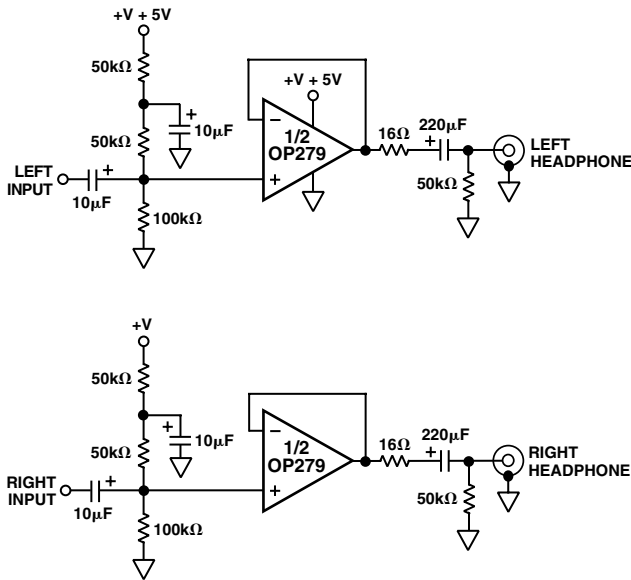 +V + 5V
50kΩ
+V + 5V
50kΩ
+
10μF
−
1/2
OP279
+
16Ω
220μF
+
LEFT
HEADPHONE
LEFT
INPUT
+
10μF
50kΩ
100kΩ
+V
50kΩ
50kΩ
+
10μF
−
1/2
OP279
+
16Ω
220μF
+
RIGHT
HEADPHONE
RIGHT
INPUT
+
10μF
50kΩ
100kΩ